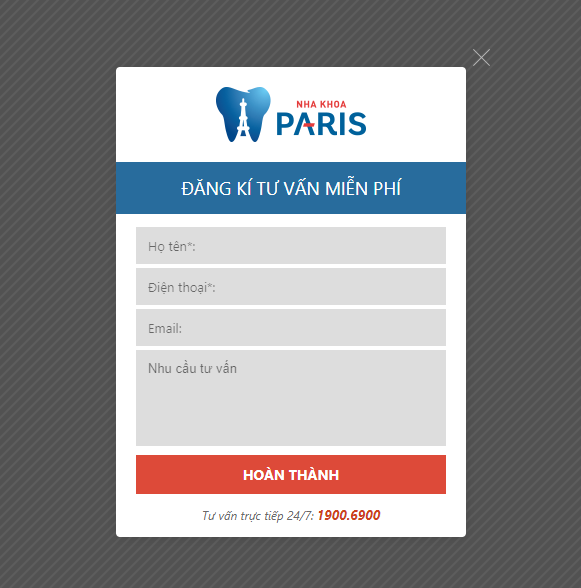 NHA KHOA
PARIS
ĐĂNG KÍ TƯ VẤN MIỄN PHÍ
Họ tên*:
Điện thoại*:
Email:
Nhu cầu tư vấn
HOÀN THÀNH
Tư vấn trực tiếp 24/7: 1900.6900